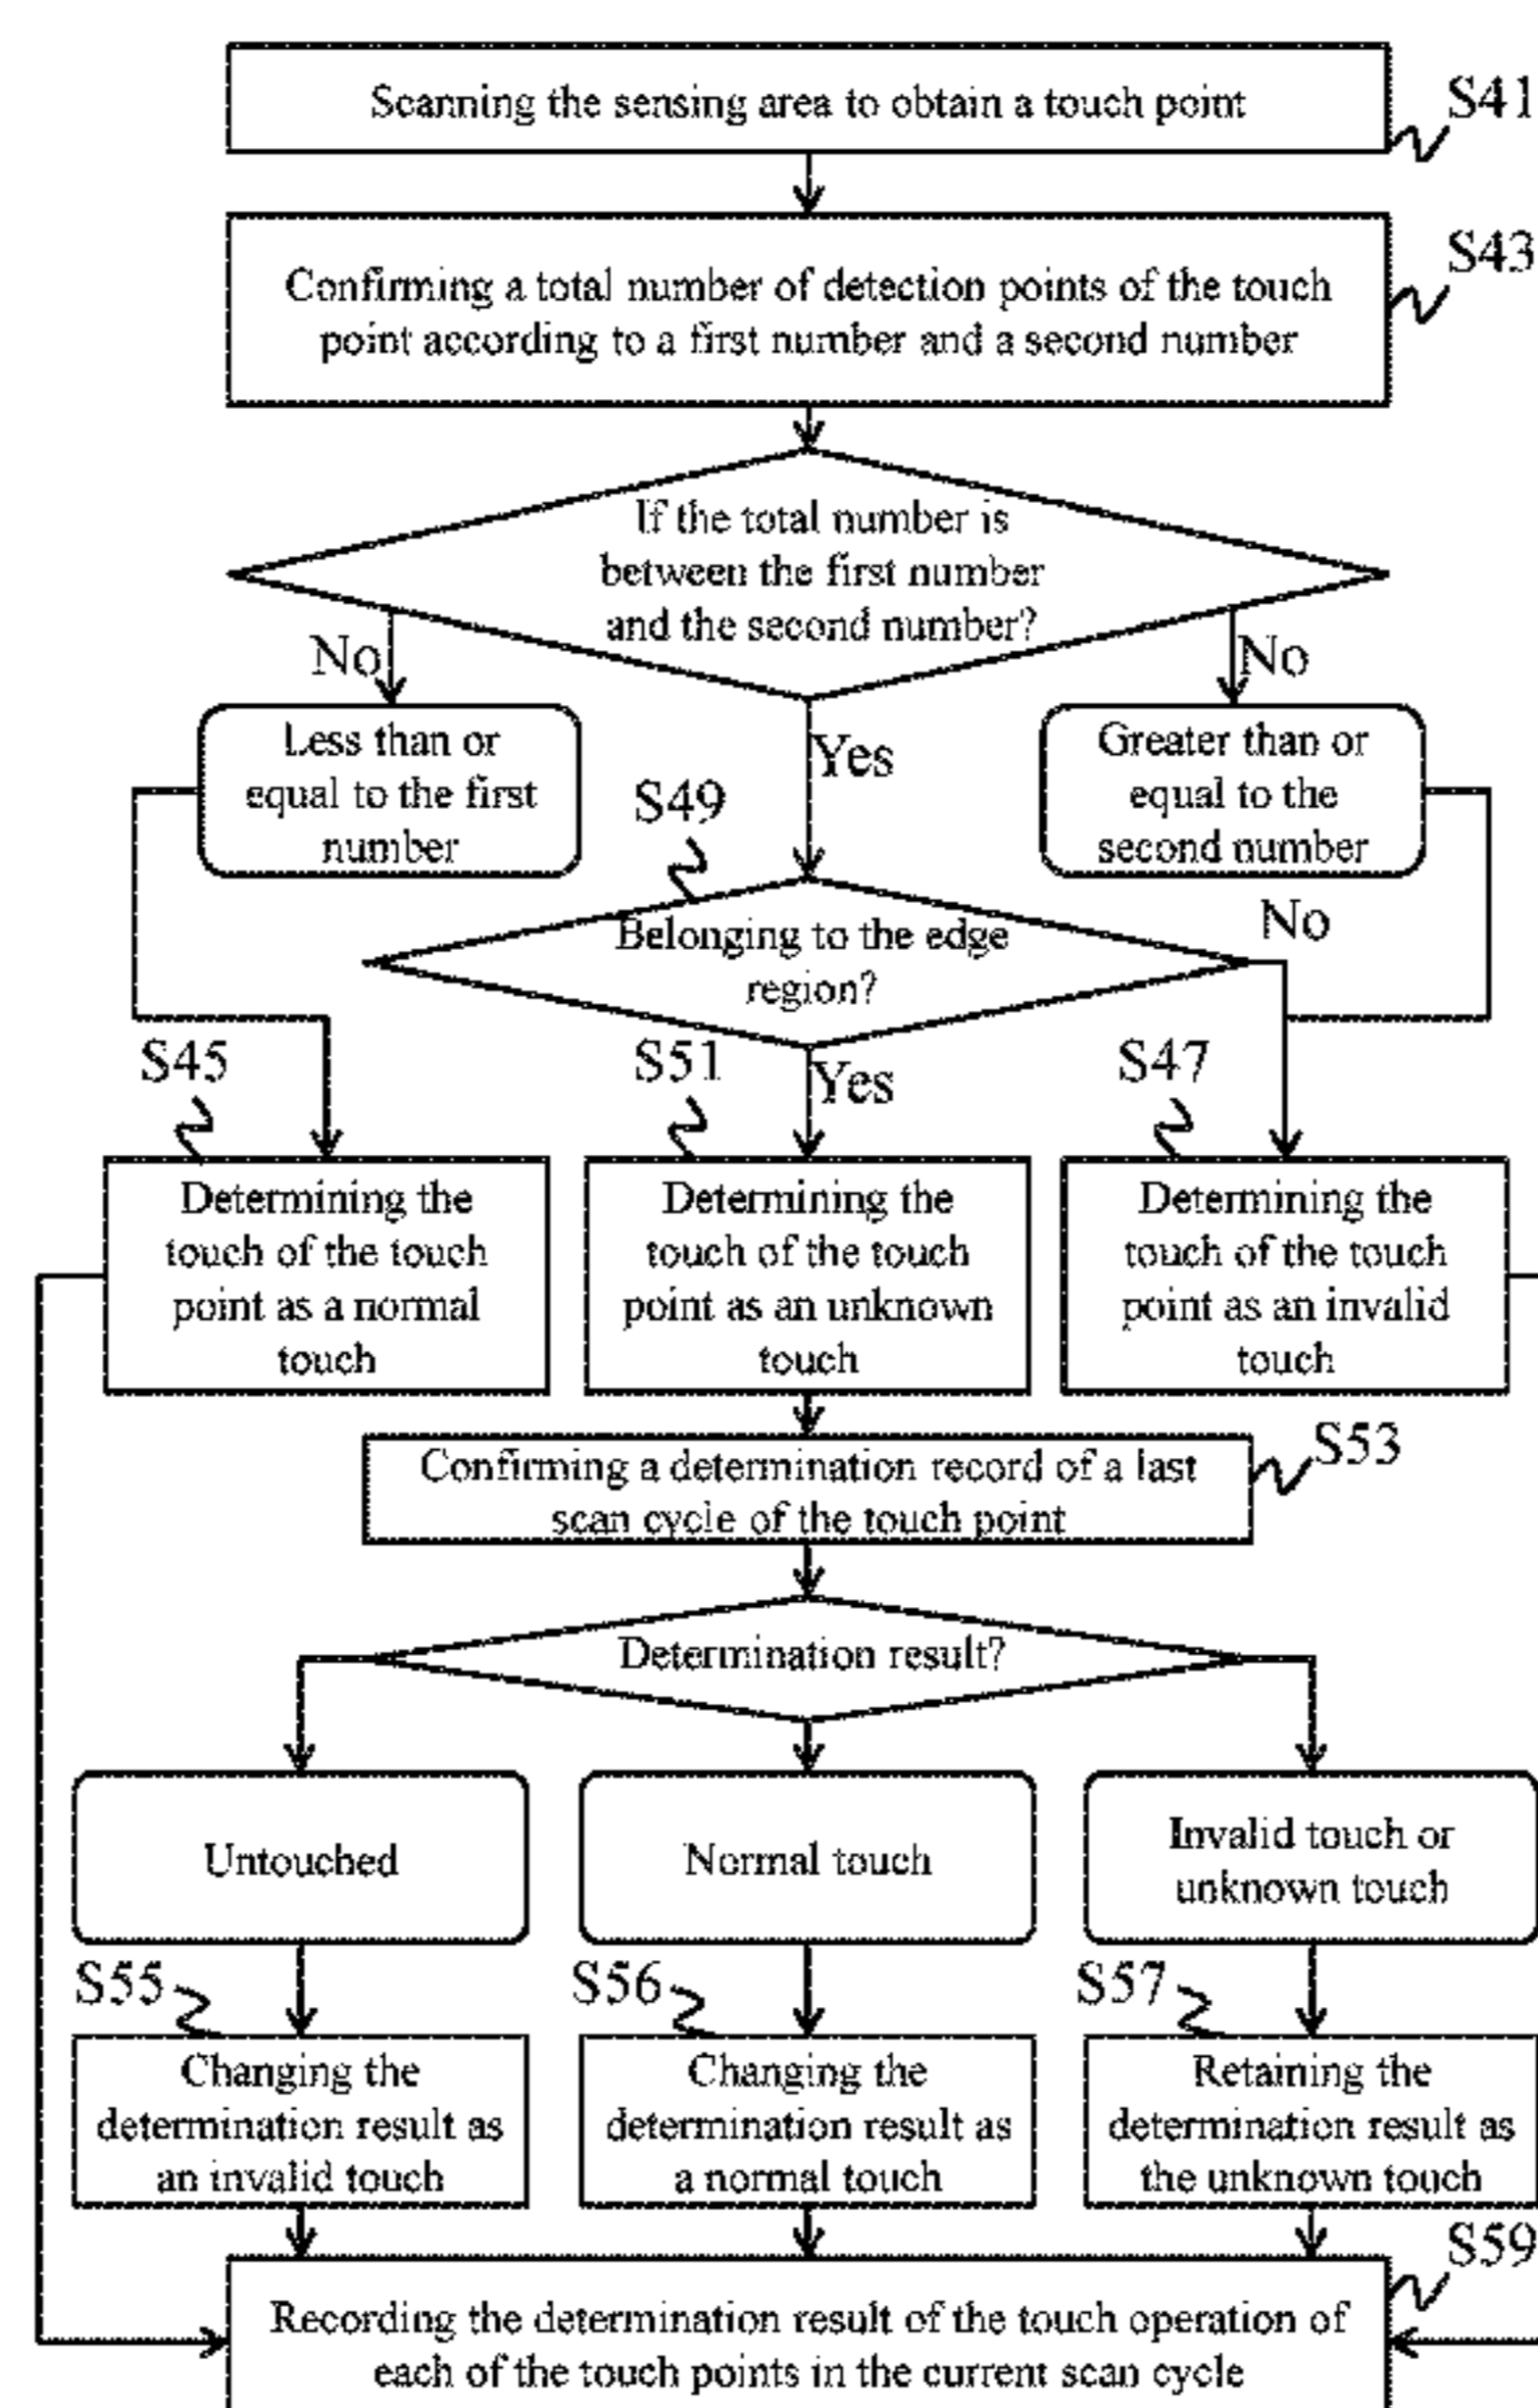 Scanning the sensing area to obtain a touch point
S41
Confirming a total number of detection points of the touch
point according to a first number and a second number
S43
If the total number is
between the first number
and the second number?
No
No
Yes
Less than or
equal to the first
number
Greater than or
equal to the
second number
S49
Belonging to the edge
region?
No
Yes
S45
S51
S47
Determining the
touch of the touch
point as a normal
touch
Determining the
touch of the touch
point as an unknown
touch
Determining the
touch of the touch
point as an invalid
touch
Confirming a determination record of a last
scan cycle of the touch point
S53
Determination result?
Untouched
Normal touch
Invalid touch or
unknown touch
S55
S56
S57
Changing the
determination result as
an invalid touch
Changing the
determination result as
a normal touch
Retaining the
determination result as
the unknown touch
S59
Recording the determination result of the touch operation of
each of the touch points in the current scan cycle